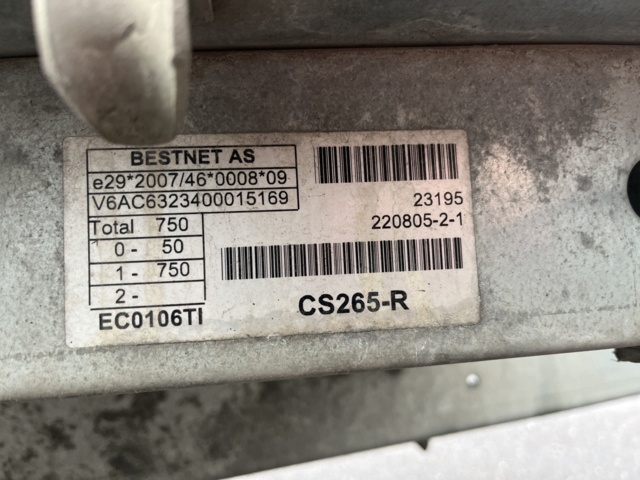 BESTNET AS
e29*2007/46*0008*09
V6AC6323400015169
Total 750
0 - 50
1 - 750
2 -
EC0106TI
23195
220805-2-1
CS265-R